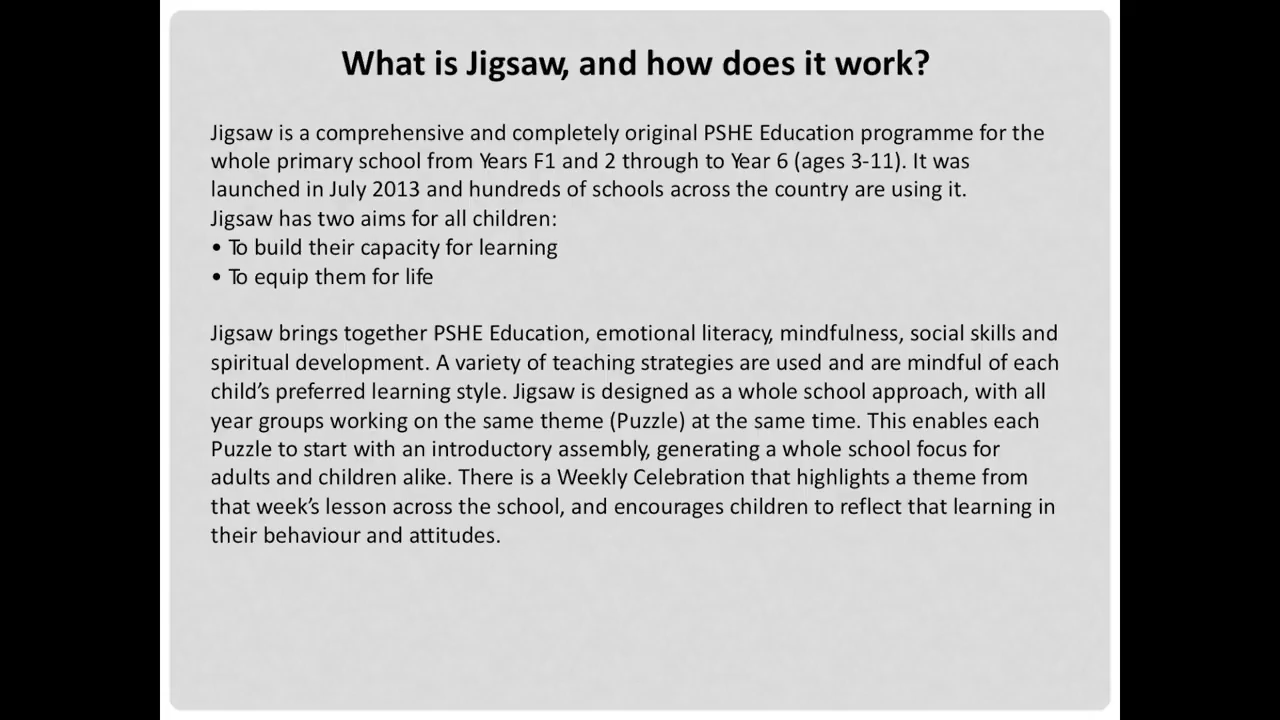 What is Jigsaw, and how does it work?
Jigsaw is a comprehensive and completely original PSHE Education programme for the
whole primary school from Years F1 and 2 through to Year 6 (ages 3-11). It was
launched in July 2013 and hundreds of schools across the country are using it.
Jigsaw has two aims for all children:
• To build their capacity for learning
• To equip them for life
Jigsaw brings together PSHE Education, emotional literacy, mindfulness, social skills and
spiritual development. A variety of teaching strategies are used and are mindful of each
child’s preferred learning style. Jigsaw is designed as a whole school approach, with all
year groups working on the same theme (Puzzle) at the same time. This enables each
Puzzle to start with an introductory assembly, generating a whole school focus for
adults and children alike. There is a Weekly Celebration that highlights a theme from
that week’s lesson across the school, and encourages children to reflect that learning in
their behaviour and attitudes.